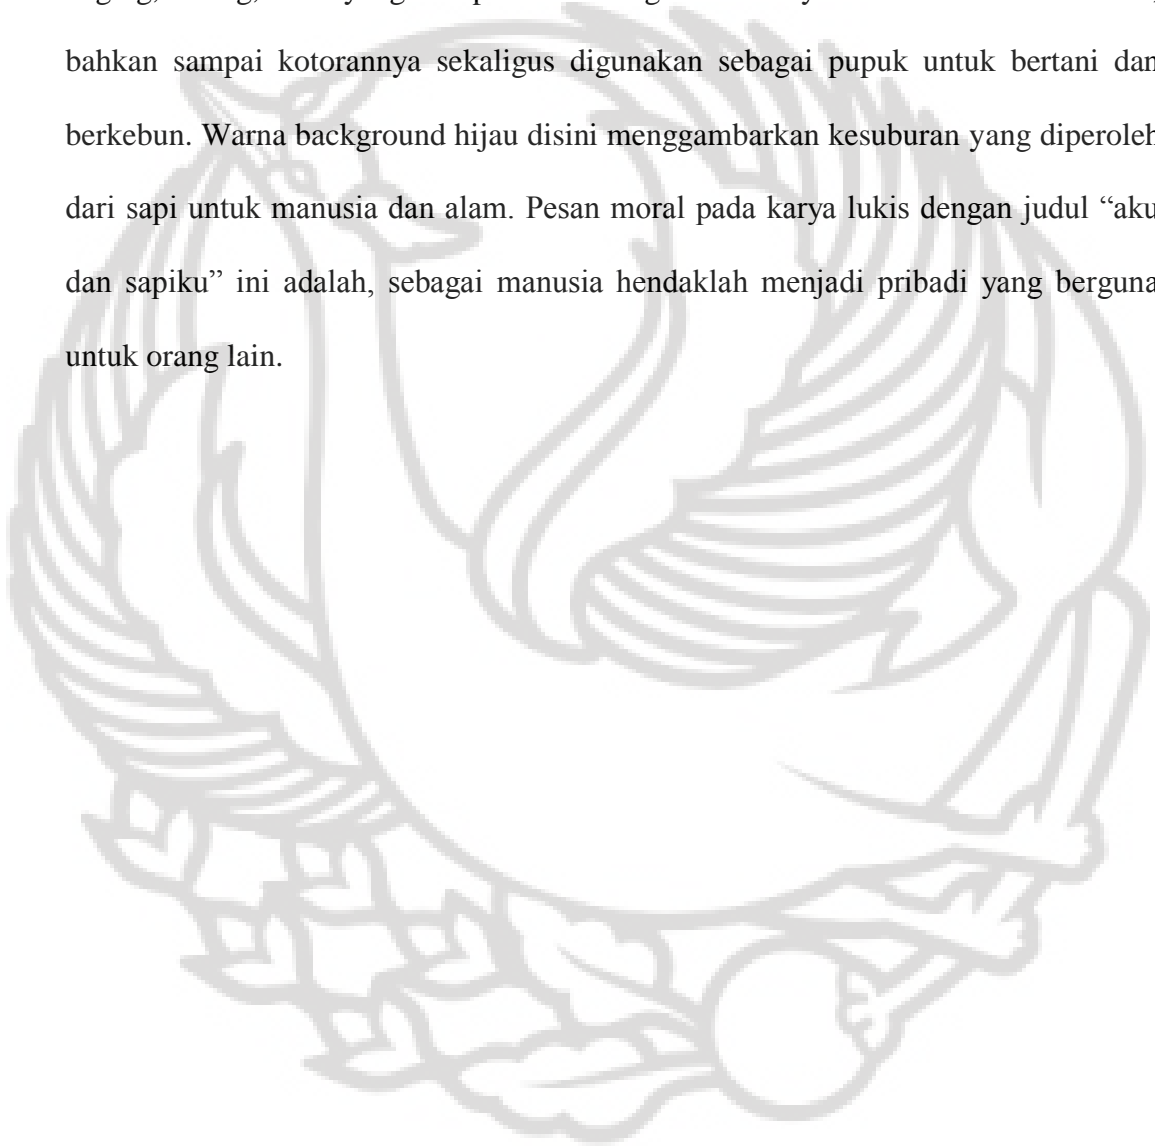 bahkan sampai kotorannya sekaligus digunakan sebagai pupuk untuk bertani dan
berkebun. Warna background hijau disini menggambarkan kesuburan yang diperoleh
dari sapi untuk manusia dan alam. Pesan moral pada karya lukis dengan judul “aku
dan sapiku” ini adalah, sebagai manusia hendaklah menjadi pribadi yang berguna
untuk orang lain.